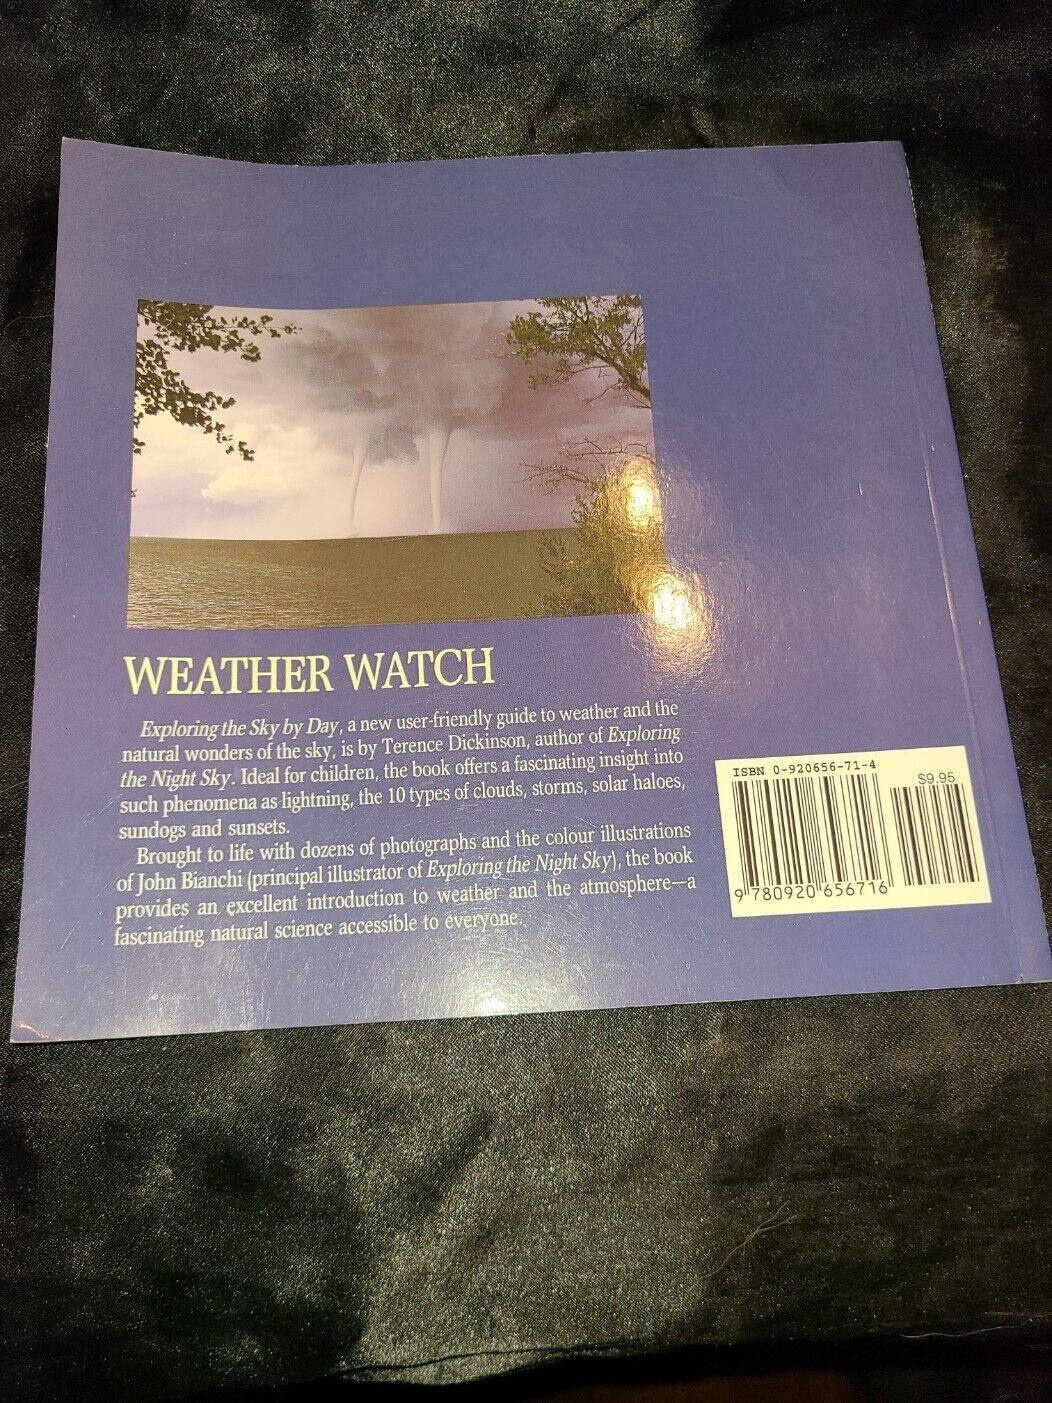 WEATHER WATCH
Exploring the Sky by Day, a new user-friendly guide to weather and the
natural wonders of the sky, is by Terence Dickinson, author of Exploring
the Night Sky. Ideal for children, the book offers a fascinating insight into
such phenomena as lightning, the 10 types of clouds, storms, solar haloes,
sundogs and sunsets.
Brought to life with dozens of photographs and the colour illustrations
of John Bianchi (principal illustrator of Exploring the Night Sky), the book
provides an excellent introduction to weather and the atmosphere—a
fascinating natural science accessible to everyone.
ISBN 0-920656-71-4
$9.95
9 780920 656716